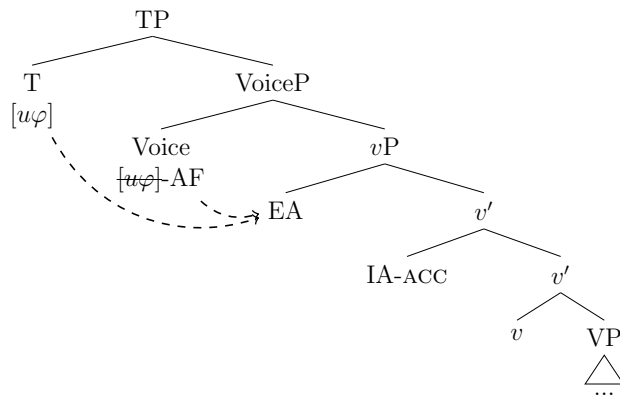 TP
T VoiceP
[uφ]
Voice vP
[uφ]-AF
EA v′
IA-ACC v′
v VP
...